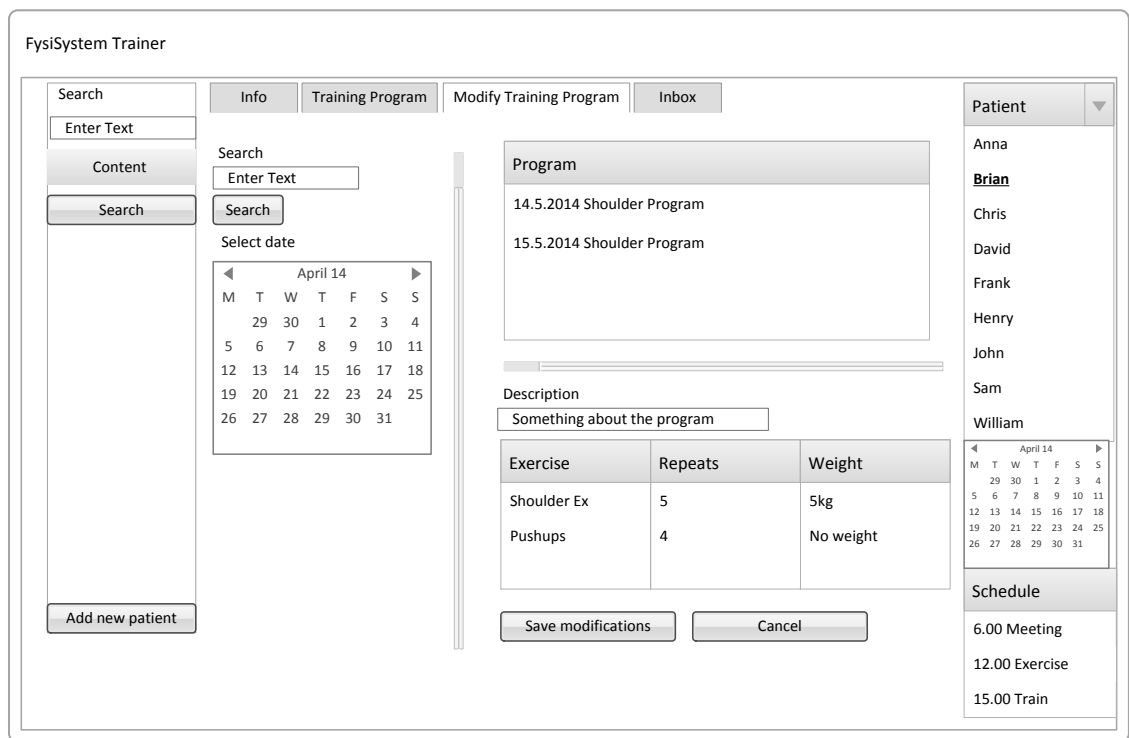 FysiSystem Trainer
Search
Enter Text
Content
Search
Add new patient
Info
Training Program
Modify Training Program
Inbox
Search
Enter Text
Search
Select date
April 14
M T W T F S S
29 30 1 2 3 4
5 6 7 8 9 10 11
12 13 14 15 16 17 18
19 20 21 22 23 24 25
26 27 28 29 30 31
Program
14.5.2014 Shoulder Program
15.5.2014 Shoulder Program
Description
Something about the program
Exercise Repeats Weight
Shoulder Ex 5 5kg
Pushups 4 No weight
Save modifications
Cancel
Patient
Anna
Brian
Chris
David
Frank
Henry
John
Sam
William
April 14
M T W T F S S
29 30 1 2 3 4
5 6 7 8 9 10 11
12 13 14 15 16 17 18
19 20 21 22 23 24 25
26 27 28 29 30 31
Schedule
6.00 Meeting
12.00 Exercise
15.00 Train